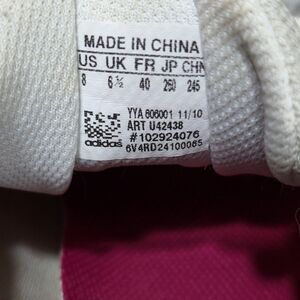 MADE IN CHINA
US UK FR JP CHN
8 6½ 40 250 245
YYA 606001 11/10
ART U42438
#102924076
adidas 6V4RD24100065